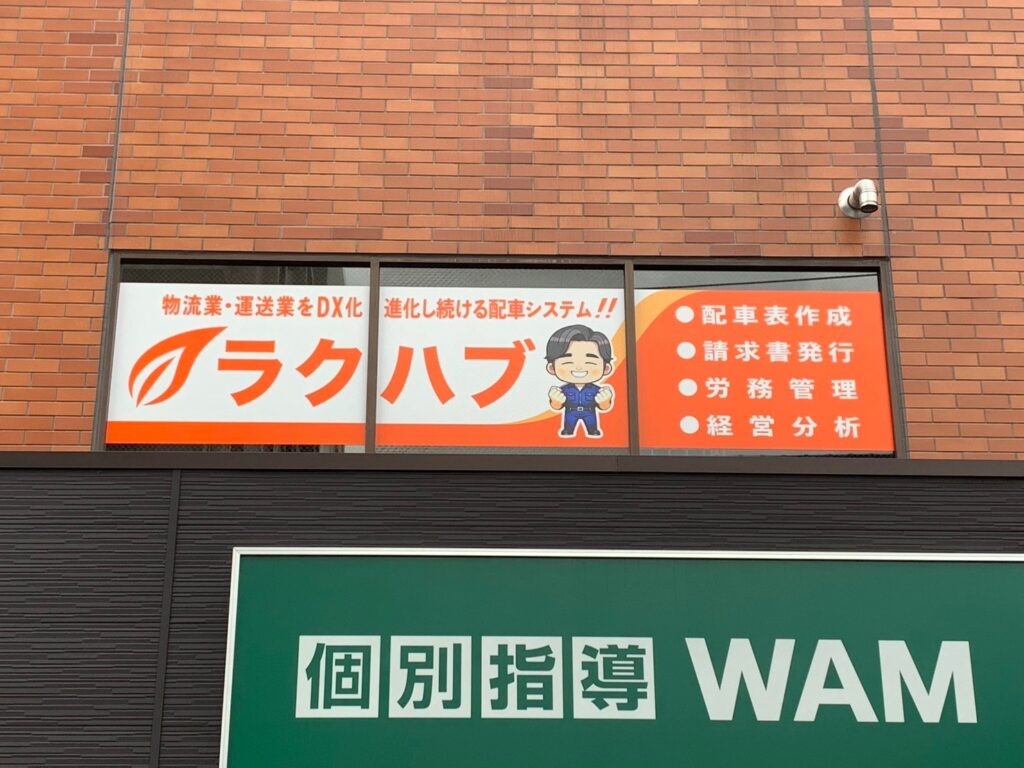 物流業・運送業をDX化 進化し続ける配車システム!!
ラクハブ
●配車表作成
●請求書発行
●労務管理
●経営分析
個別指導 WAM